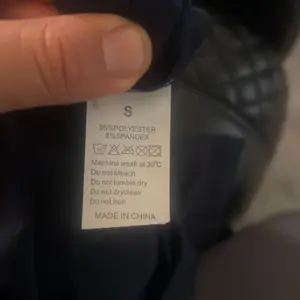 S
95%POLYESTER
5%SPANDEX
Machine wash at 30°C
Do not bleach
Do not tumble dry
Do not dryclean
Do not iron
MADE IN CHINA